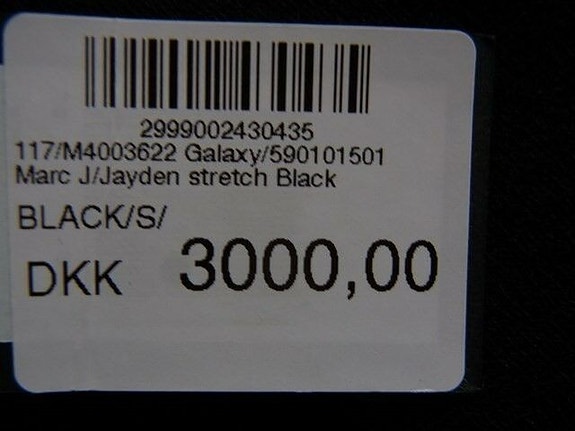 2999002430435
117/M4003622 Galaxy/590101501
Marc J/Jayden stretch Black
BLACK/S/
DKK 3000,00